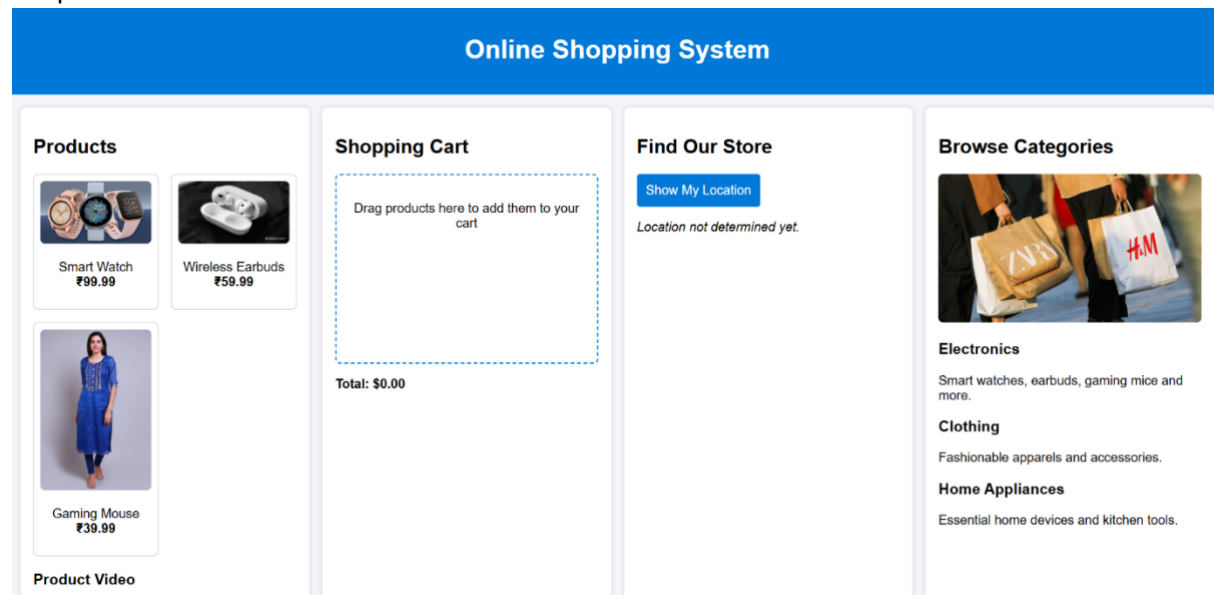 Online Shopping System
Products
Smart Watch
₹99.99
Wireless Earbuds
₹59.99
Gaming Mouse
₹39.99
Product Video
Shopping Cart
Drag products here to add them to your
cart
Total: $0.00
Find Our Store
Show My Location
Location not determined yet.
Browse Categories
ZARA
H&M
Electronics
Smart watches, earbuds, gaming mice and
more.
Clothing
Fashionable apparels and accessories.
Home Appliances
Essential home devices and kitchen tools.